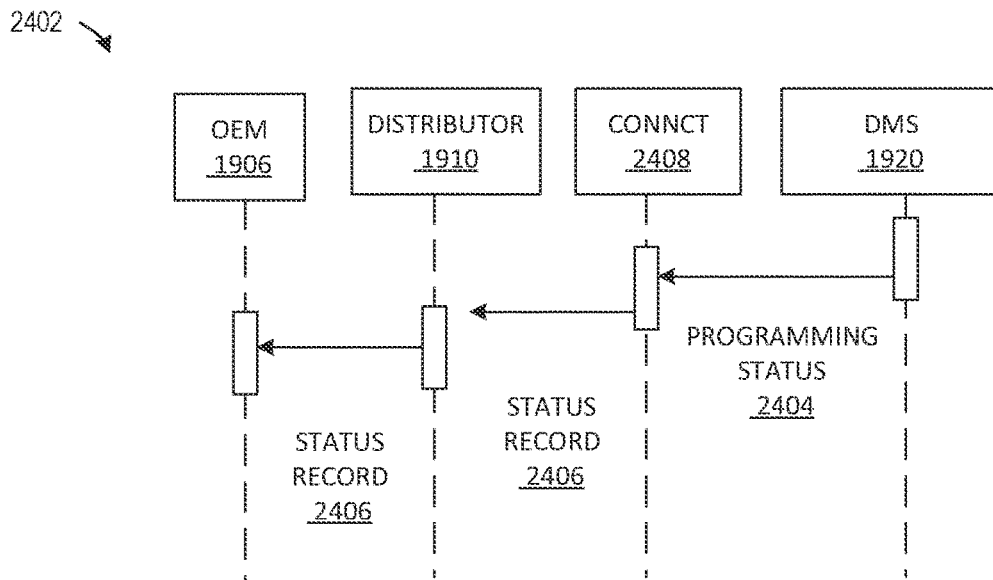 2402
OEM
1906
DISTRIBUTOR
1910
CONNCT
2408
DMS
1920
PROGRAMMING
STATUS
2404
STATUS
RECORD
2406
STATUS
RECORD
2406